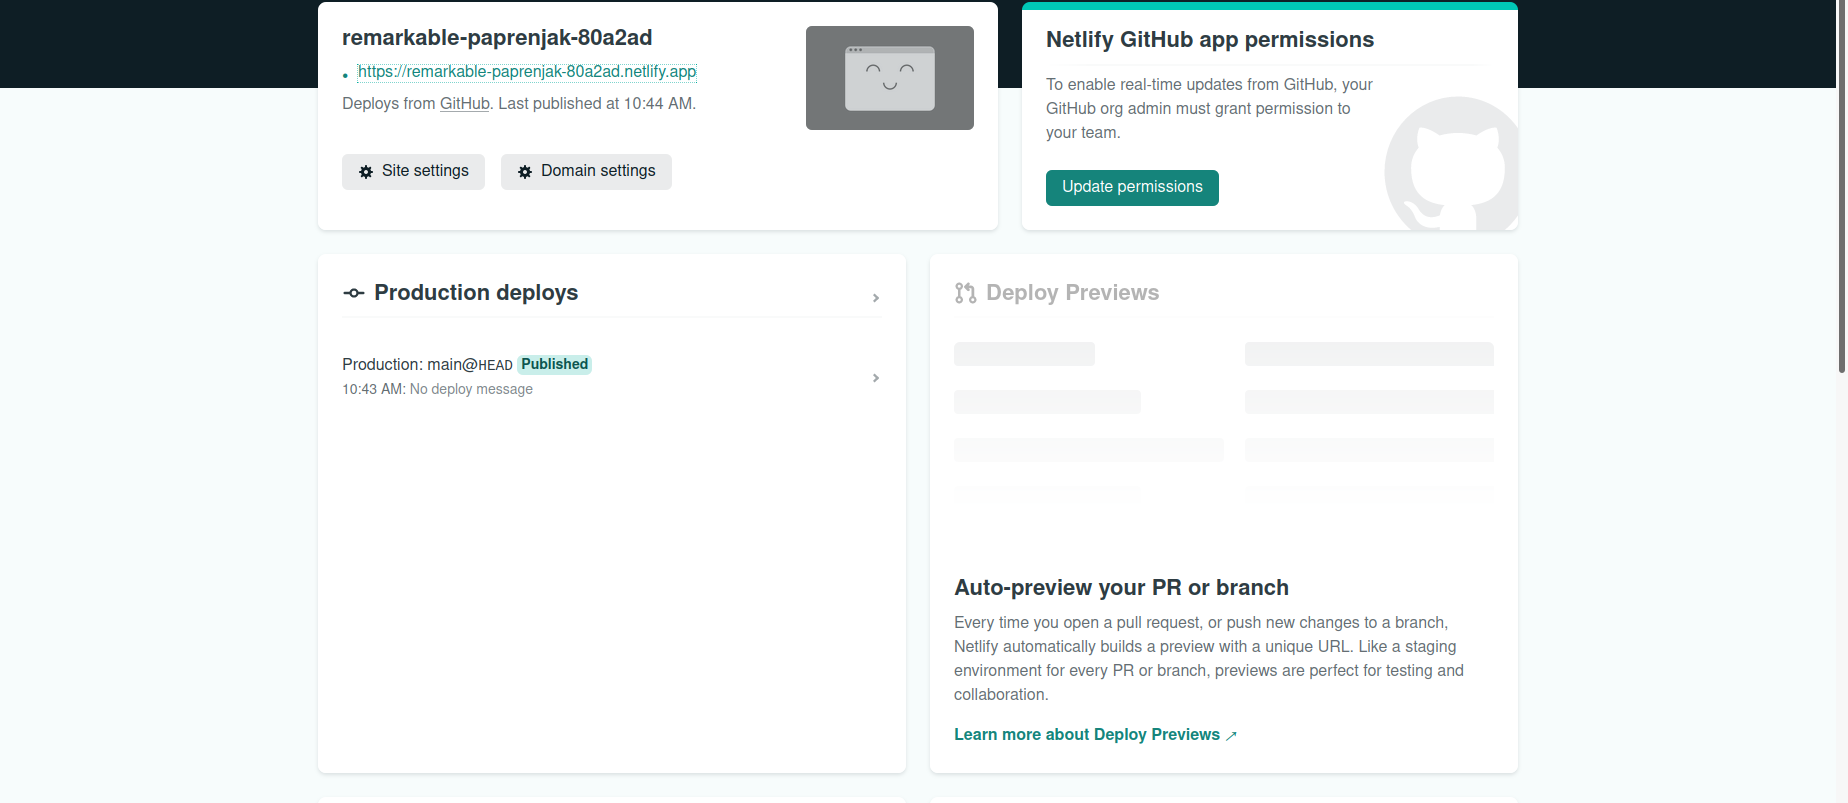 remarkable-paprenjak-80a2ad
https://remarkable-paprenjak-80a2ad.netlify.app
Deploys from GitHub. Last published at 10:44 AM.
Site settings
Domain settings
Netlify GitHub app permissions
To enable real-time updates from GitHub, your
GitHub org admin must grant permission to
your team.
Update permissions
Production deploys
Production: main@HEAD Published
10:43 AM: No deploy message
Deploy Previews
Auto-preview your PR or branch
Every time you open a pull request, or push new changes to a branch,
Netlify automatically builds a preview with a unique URL. Like a staging
environment for every PR or branch, previews are perfect for testing and
collaboration.
Learn more about Deploy Previews ↗